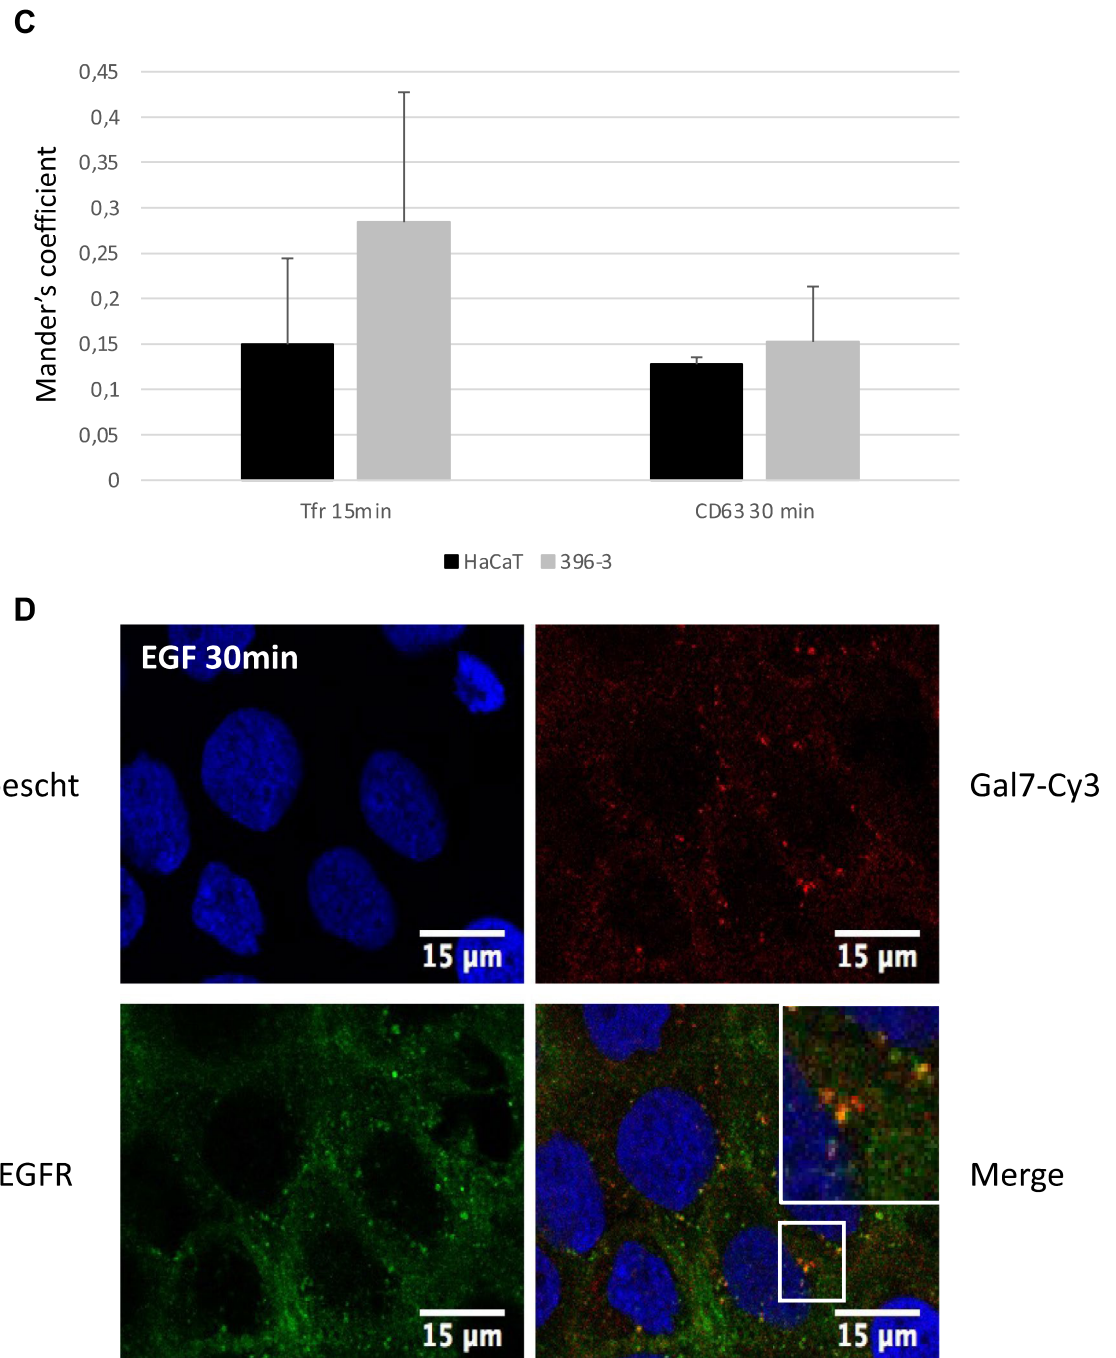 C
0,45
0,4
0,35
0,3
0,25
0,2
0,15
0,1
0,05
0
Mander's coefficient
Tfr 15min
CD63 30 min
HaCaT 396-3
D
EGF 30min
escht
Gal7-Cy3
15 µm
15 µm
EGFR
Merge
15 µm
15 µm